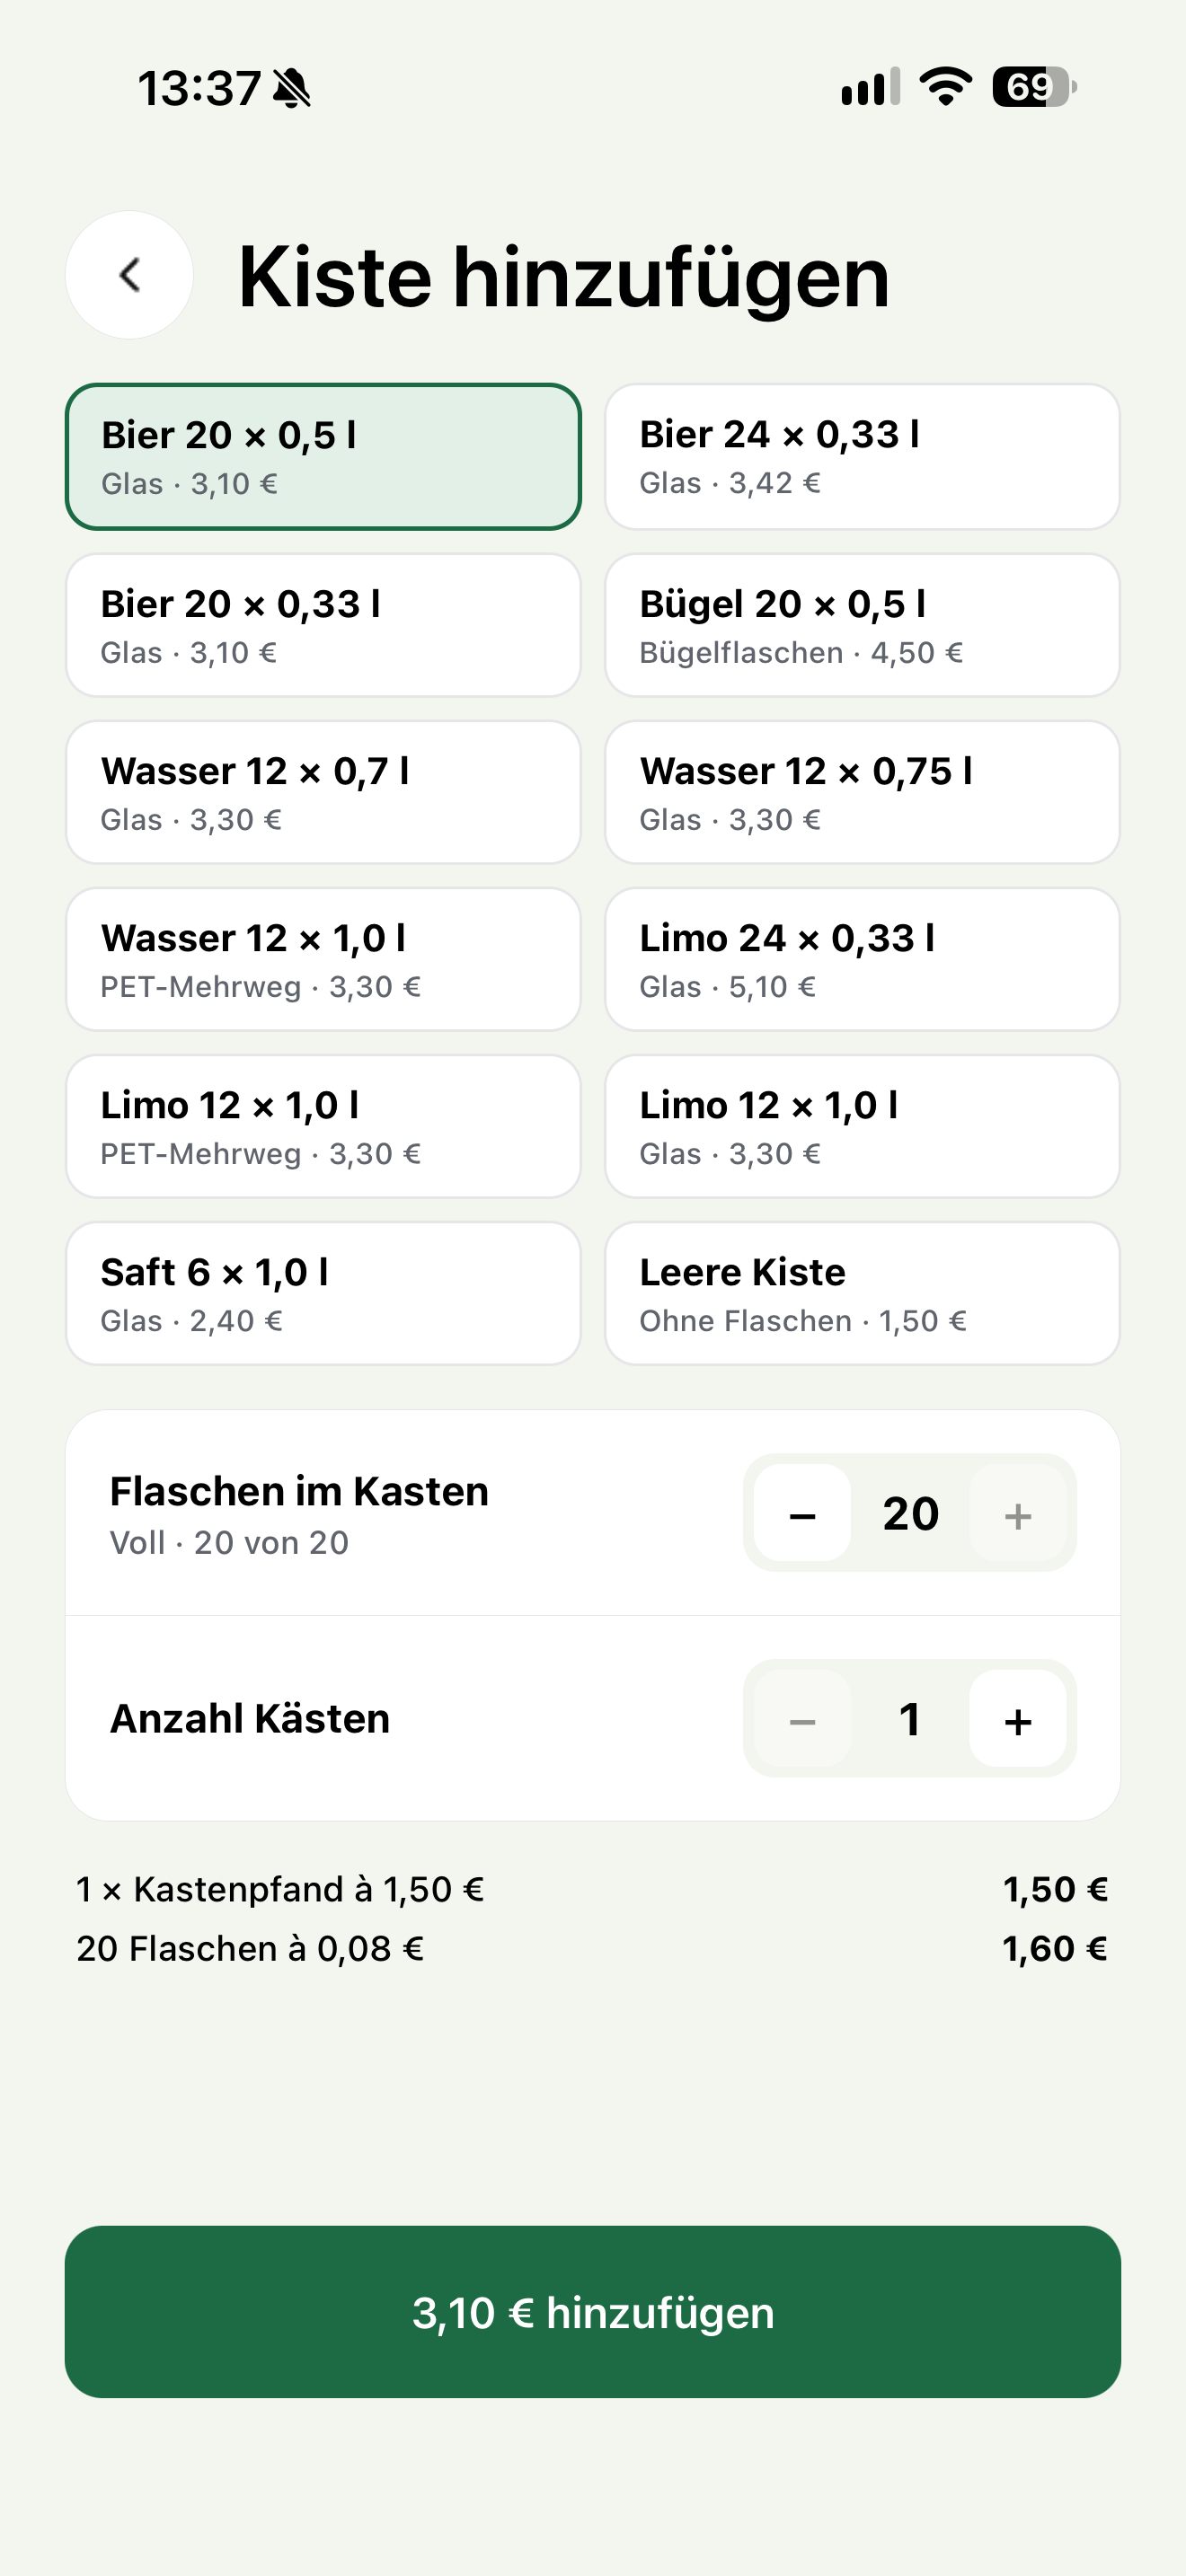 13:37
69
Kiste hinzufügen
Bier 20 × 0,5 l
Glas · 3,10 €
Bier 24 × 0,33 l
Glas · 3,42 €
Bier 20 × 0,33 l
Glas · 3,10 €
Bügel 20 × 0,5 l
Bügelflaschen · 4,50 €
Wasser 12 × 0,7 l
Glas · 3,30 €
Wasser 12 × 0,75 l
Glas · 3,30 €
Wasser 12 × 1,0 l
PET-Mehrweg · 3,30 €
Limo 24 × 0,33 l
Glas · 5,10 €
Limo 12 × 1,0 l
PET-Mehrweg · 3,30 €
Limo 12 × 1,0 l
Glas · 3,30 €
Saft 6 × 1,0 l
Glas · 2,40 €
Leere Kiste
Ohne Flaschen · 1,50 €
Flaschen im Kasten
Voll · 20 von 20
− 20 +
Anzahl Kästen
− 1 +
1 × Kastenpfand à 1,50 € 1,50 €
20 Flaschen à 0,08 € 1,60 €
3,10 € hinzufügen